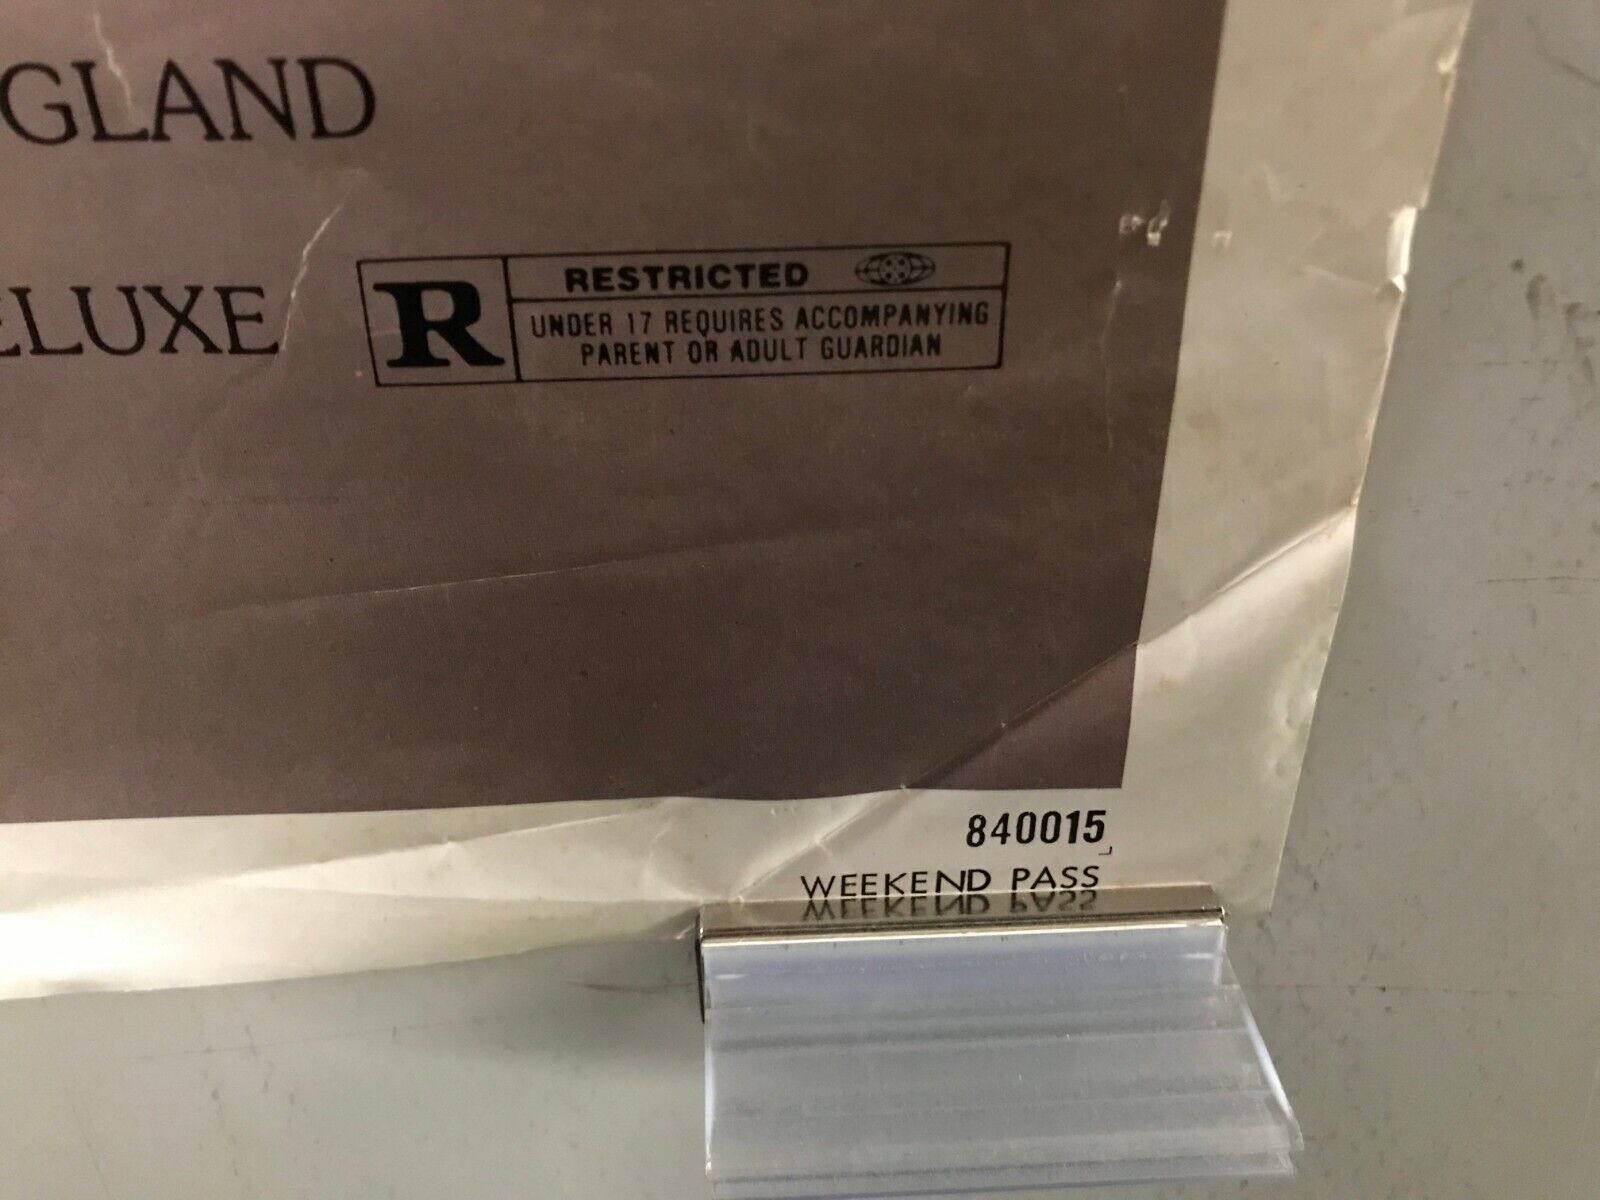 GLAND
ELUXE
R
RESTRICTED
UNDER 17 REQUIRES ACCOMPANYING
PARENT OR ADULT GUARDIAN
840015
WEEKEND PASS